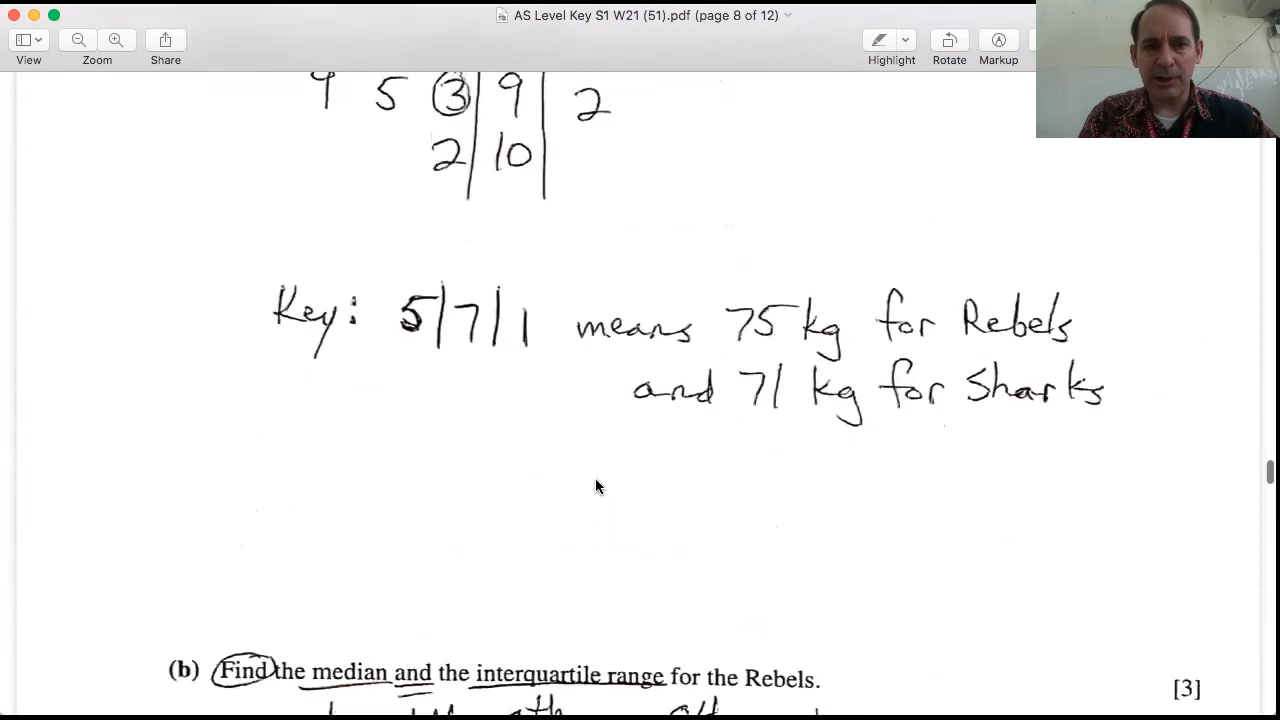 AS Level Key S1 W21 (51).pdf (page 8 of 12)
View Zoom Share Highlight Rotate Markup
9 5 3 | 9 | 2
2 | 10 |
Key: 5 | 7 | 1 means 75 kg for Rebels
and 71 kg for Sharks
(b) Find the median and the interquartile range for the Rebels.
[3]